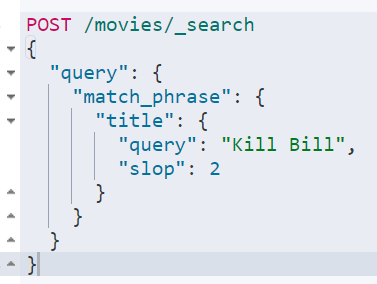 POST /movies/_search
{
  "query": {
    "match_phrase": {
      "title": {
        "query": "Kill Bill",
        "slop": 2
      }
    }
  }
}